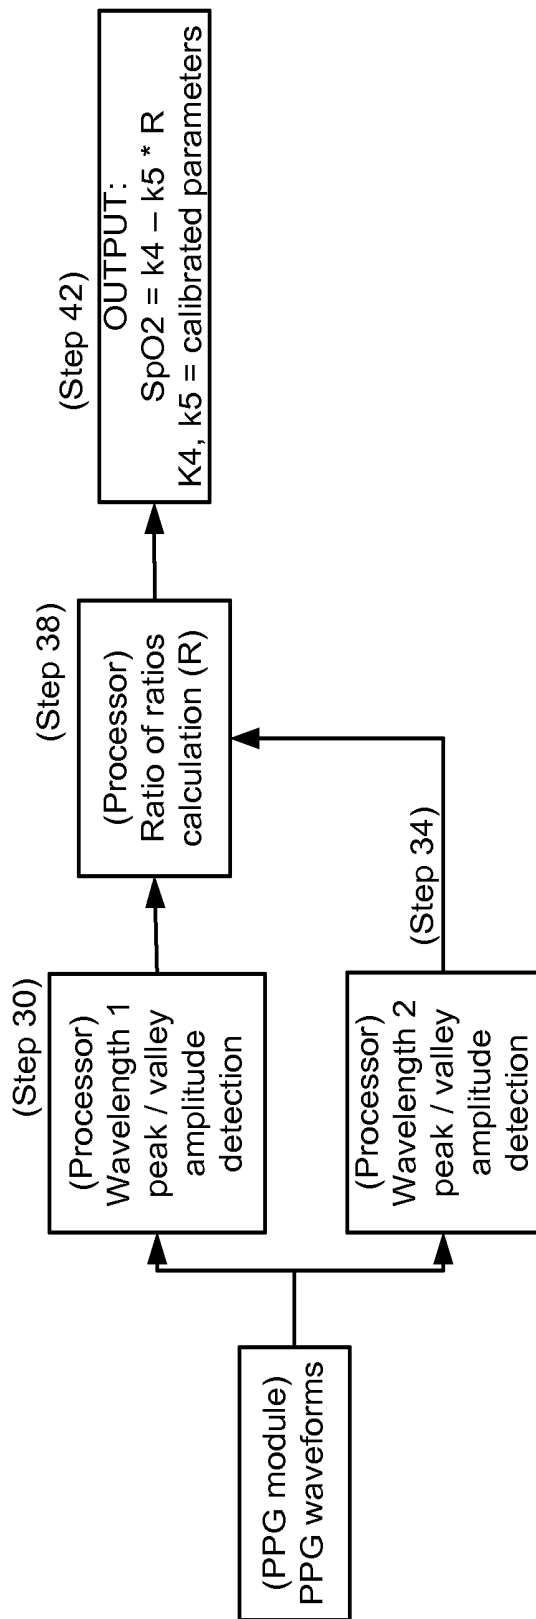 (PPG module)
PPG waveforms
(Step 30)
(Processor)
Wavelength 1
peak / valley
amplitude
detection
(Processor)
Wavelength 2
peak / valley
amplitude
detection
(Step 34)
(Step 38)
(Processor)
Ratio of ratios
calculation (R)
(Step 42)
OUTPUT:
SpO2 = k4 – k5 * R
K4, k5 = calibrated parameters